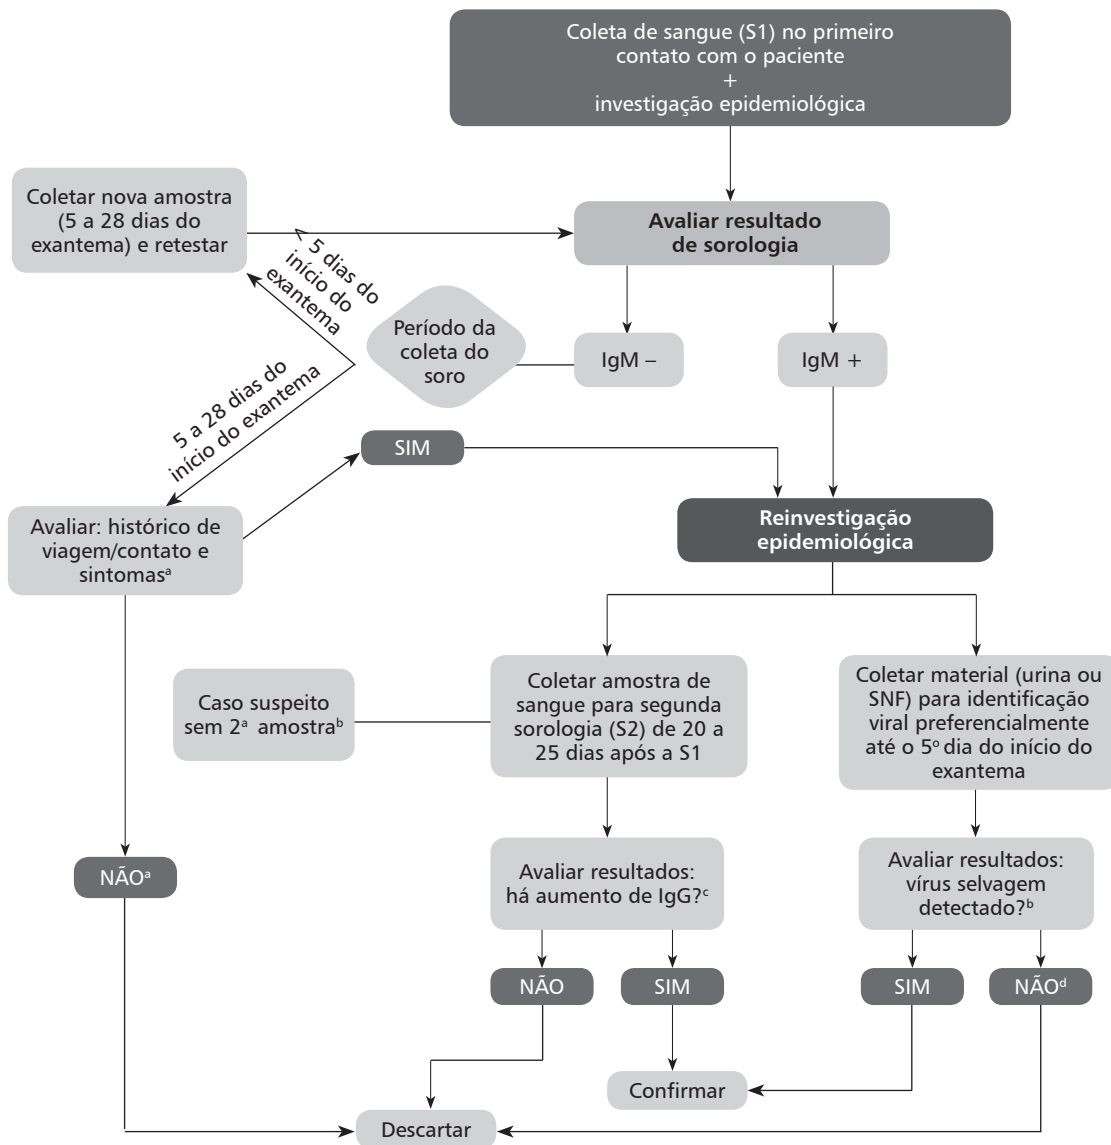 Coleta de sangue (S1) no primeiro
contato com o paciente
+
investigação epidemiológica
Coletar nova amostra
(5 a 28 dias do
exantema) e retestar
Avaliar resultado
de sorologia
< 5 dias do
início do
exantema
Período da
coleta do
soro
IgM –
IgM +
5 a 28 dias do
início do exantema
SIM
Avaliar: histórico de
viagem/contato e
sintomasᵃ
Reinvestigação
epidemiológica
Caso suspeito
sem 2ᵃ amostraᵇ
Coletar amostra de
sangue para segunda
sorologia (S2) de 20 a
25 dias após a S1
Coletar material (urina ou
SNF) para identificação
viral preferencialmente
até o 5º dia do início do
exantema
NÃOᵃ
Avaliar resultados:
há aumento de IgG?ᶜ
Avaliar resultados:
vírus selvagem
detectado?ᵇ
NÃO
SIM
SIM
NÃOᵈ
Confirmar
Descartar